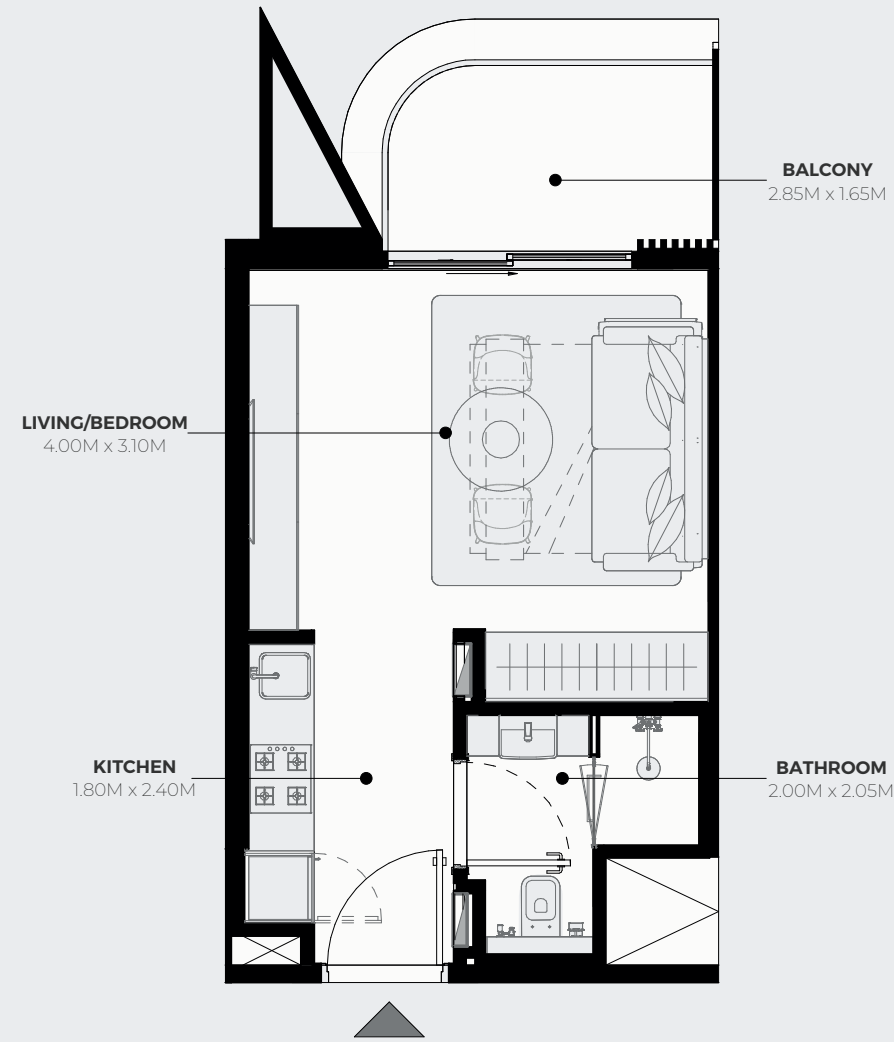 BALCONY
2.85M x 1.65M
LIVING/BEDROOM
4.00M x 3.10M
KITCHEN
1.80M x 2.40M
BATHROOM
2.00M x 2.05M